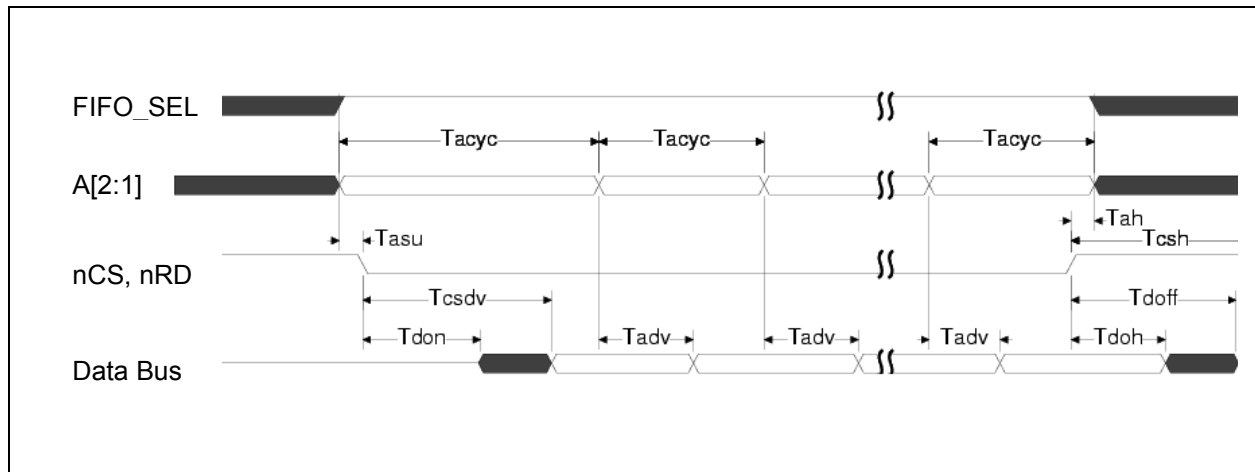 FIFO_SEL
Tacyc Tacyc Tacyc
A[2:1]
Tah
Tasu Tcsh
nCS, nRD
Tcsdv Tdoff
Tdon Tadv Tadv Tadv Tdoh
Data Bus